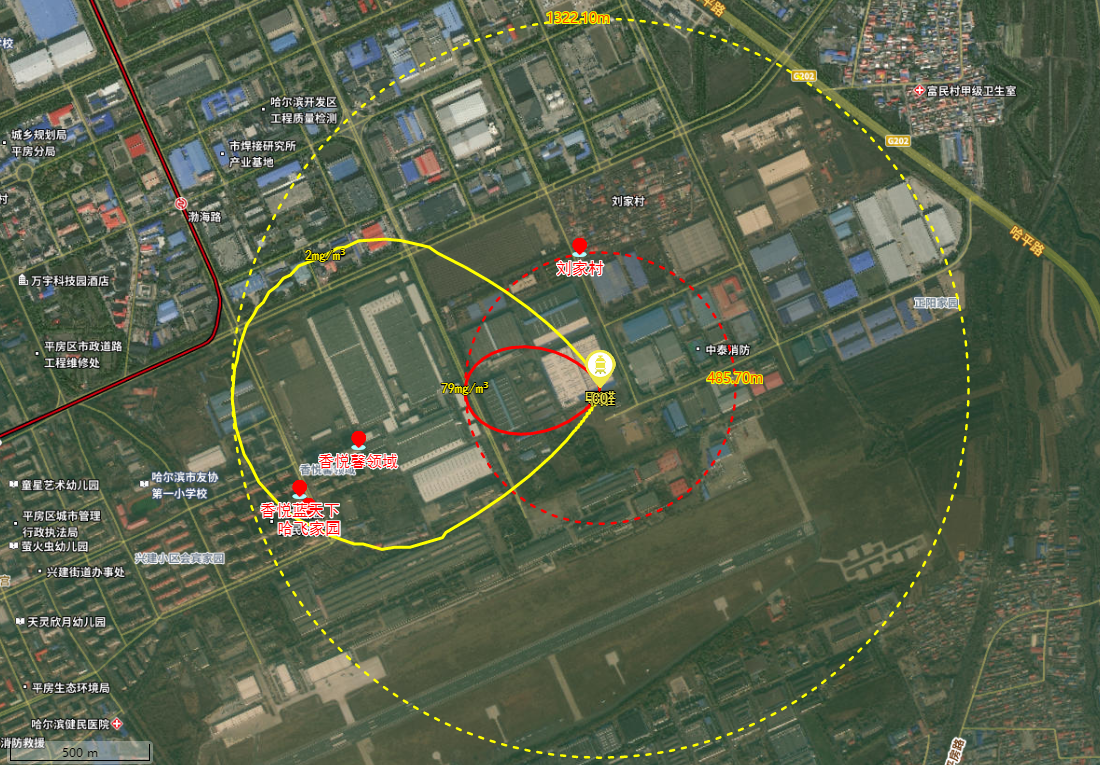 平路
1322.10m
学校
G202
富民村甲级卫生室
哈尔滨开发区
工程质量检测
城乡规划局
平房分局
市焊接研究所
产业基地
G202
村
刘家村
渤海路
哈平路
2mg/m³
刘家村
万宇科技园酒店
正阳家园
平房区市政道路
工程维修处
中泰消防
79mg/m³
485.70m
香悦馨领域
哈尔滨市友协
第一小学校
童星艺术幼儿园
香悦蓝天下
哈飞家园
平房区城市管理
行政执法局
萤火虫幼儿园
兴建小区会宾家园
兴建街道办事处
宫
天灵欣月幼儿园
平房生态环境局
哈尔滨健民医院
消防救援
500 m